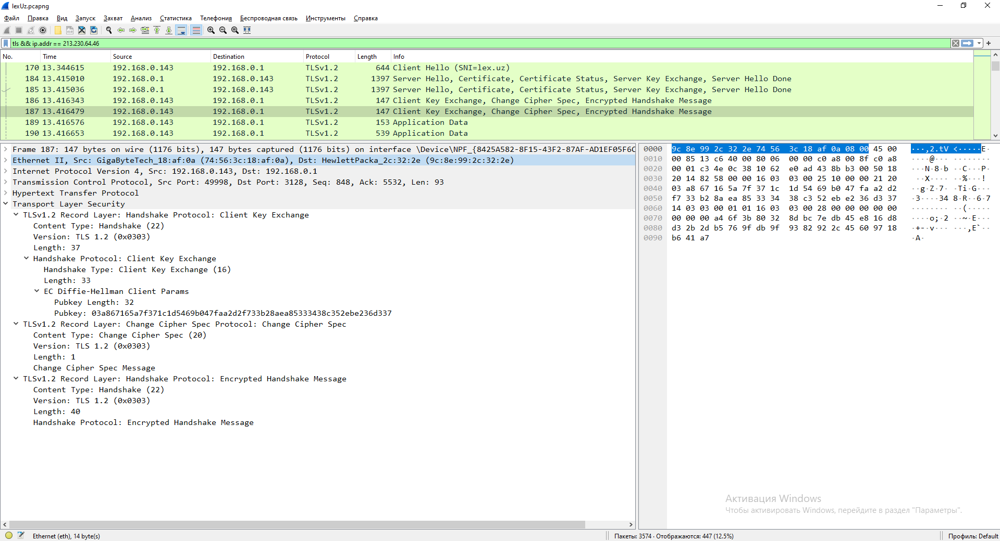 lexUz.pcapng
Файл Правка Вид Запуск Захват Анализ Статистика Телефония Беспроводная связь Инструменты Справка
tls && ip.addr == 213.230.64.46
No. Time Source Destination Protocol Length Info
170 13.344615 192.168.0.143 192.168.0.1 TLSv1.2 644 Client Hello (SNI=lex.uz)
184 13.415010 192.168.0.1 192.168.0.143 TLSv1.2 1397 Server Hello, Certificate, Certificate Status, Server Key Exchange, Server Hello Done
185 13.415036 192.168.0.1 192.168.0.143 TLSv1.2 1397 Server Hello, Certificate, Certificate Status, Server Key Exchange, Server Hello Done
186 13.416343 192.168.0.143 192.168.0.1 TLSv1.2 147 Client Key Exchange, Change Cipher Spec, Encrypted Handshake Message
187 13.416479 192.168.0.143 192.168.0.1 TLSv1.2 147 Client Key Exchange, Change Cipher Spec, Encrypted Handshake Message
189 13.416576 192.168.0.143 192.168.0.1 TLSv1.2 153 Application Data
190 13.416653 192.168.0.143 192.168.0.1 TLSv1.2 539 Application Data
Frame 187: 147 bytes on wire (1176 bits), 147 bytes captured (1176 bits) on interface \Device\NPF_{8425A582-8F15-43F2-87AF-AD1EF05F6C
Ethernet II, Src: GigaByteTech_18:af:0a (74:56:3c:18:af:0a), Dst: HewlettPacka_2c:32:2e (9c:8e:99:2c:32:2e)
Internet Protocol Version 4, Src: 192.168.0.143, Dst: 192.168.0.1
Transmission Control Protocol, Src Port: 49998, Dst Port: 3128, Seq: 848, Ack: 5532, Len: 93
Hypertext Transfer Protocol
Transport Layer Security
TLSv1.2 Record Layer: Handshake Protocol: Client Key Exchange
Content Type: Handshake (22)
Version: TLS 1.2 (0x0303)
Length: 37
Handshake Protocol: Client Key Exchange
Handshake Type: Client Key Exchange (16)
Length: 33
EC Diffie-Hellman Client Params
Pubkey Length: 32
Pubkey: 03a867165a7f371c1d5469b047faa2d2f733b28aea85333438c352ebe236d337
TLSv1.2 Record Layer: Change Cipher Spec Protocol: Change Cipher Spec
Content Type: Change Cipher Spec (20)
Version: TLS 1.2 (0x0303)
Length: 1
Change Cipher Spec Message
TLSv1.2 Record Layer: Handshake Protocol: Encrypted Handshake Message
Content Type: Handshake (22)
Version: TLS 1.2 (0x0303)
Length: 40
Handshake Protocol: Encrypted Handshake Message
0000 9c 8e 99 2c 32 2e 74 56 3c 18 af 0a 08 00 45 00 ···,2.tV <·····E·
0010 00 85 13 c6 40 00 80 06 00 00 c0 a8 00 8f c0 a8 ····@··· ········
0020 00 01 c3 4e 0c 38 10 62 e0 ad 43 8b b3 00 50 18 ···N·8·b ··C···P·
0030 20 14 82 58 00 00 16 03 03 00 25 10 00 00 21 20 ··X···· ··%···!
0040 03 a8 67 16 5a 7f 37 1c 1d 54 69 b0 47 fa a2 d2 ··g·Z·7· ·Ti·G···
0050 f7 33 b2 8a ea 85 33 34 38 c3 52 eb e2 36 d3 37 ·3····34 8·R··6·7
0060 14 03 03 00 01 01 16 03 03 00 28 00 00 00 00 00 ········ ··(·····
0070 00 00 00 a4 6f 3b 80 32 8d bc 7e db 45 e8 16 d8 ····o;·2 ··~·E···
0080 d3 2b 2d b5 76 9f db 9f 93 82 92 2c 45 60 97 18 ·+-·v··· ···,E`··
0090 b6 41 a7 ·A·
Активация Windows
Чтобы активировать Windows, перейдите в раздел "Параметры".
Ethernet (eth), 14 byte(s) Пакеты: 3574 · Отображаются: 447 (12.5%) Профиль: Default